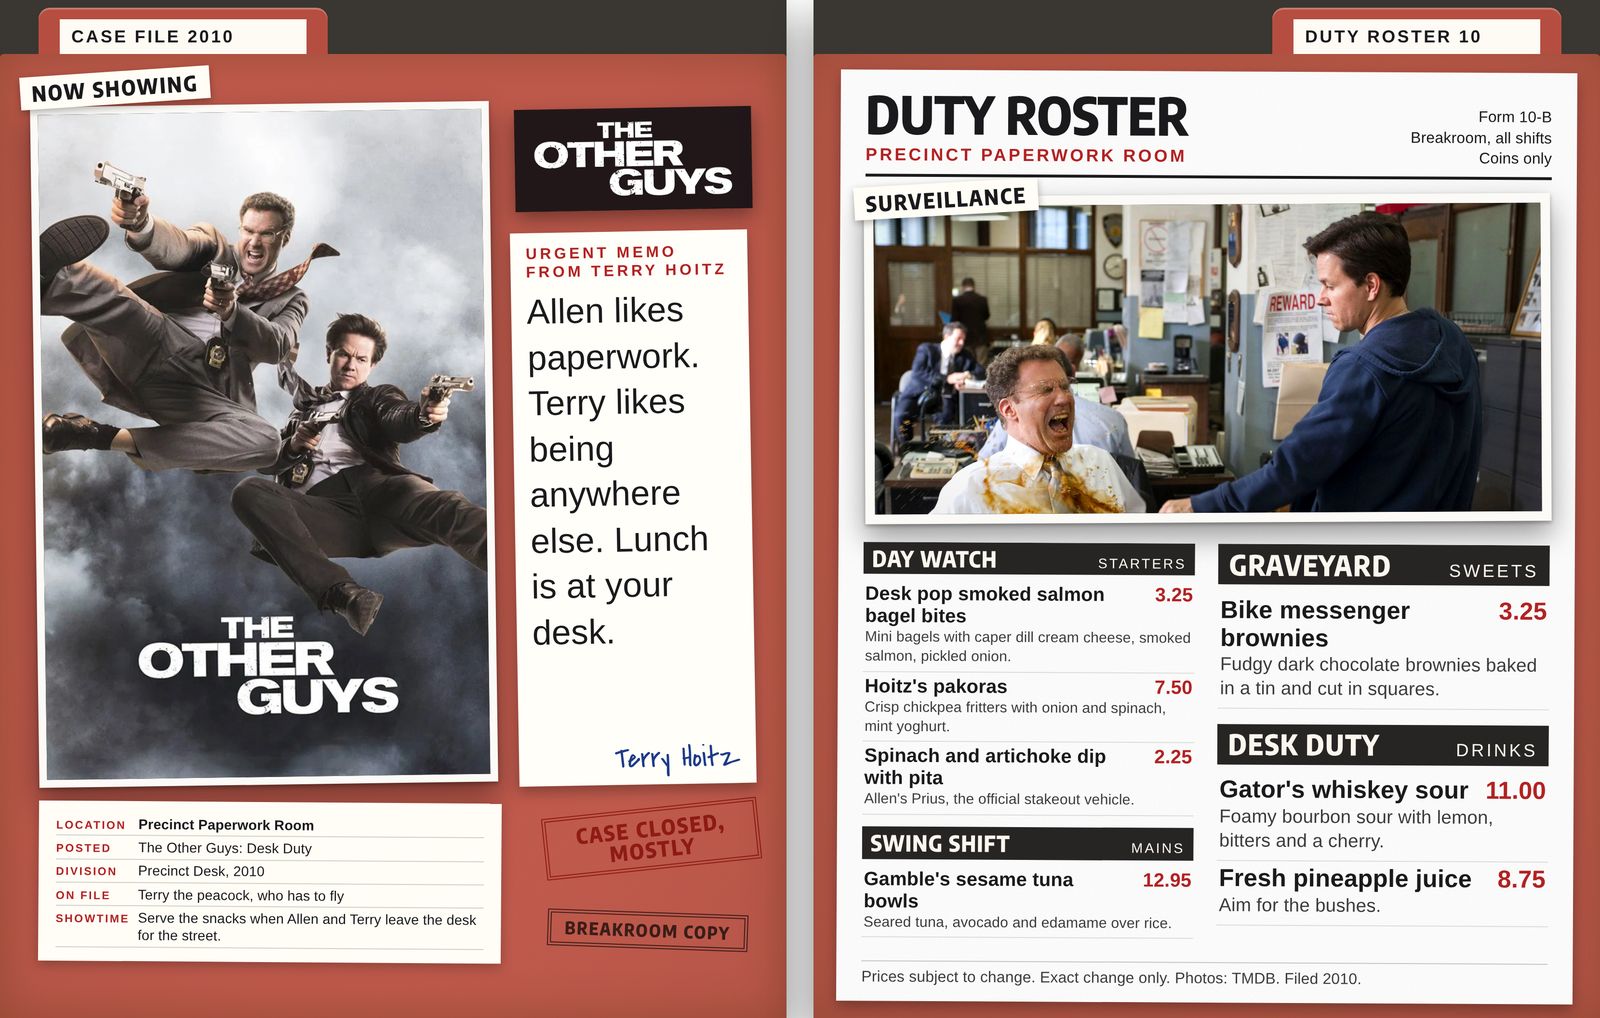 CASE FILE 2010
NOW SHOWING
THE
OTHER
GUYS
THE
OTHER
GUYS
URGENT MEMO
FROM TERRY HOITZ
Allen likes
paperwork.
Terry likes
being
anywhere
else. Lunch
is at your
desk.
Terry Hoitz
LOCATION Precinct Paperwork Room
POSTED The Other Guys: Desk Duty
DIVISION Precinct Desk, 2010
ON FILE Terry the peacock, who has to fly
SHOWTIME Serve the snacks when Allen and Terry leave the desk
for the street.
CASE CLOSED,
MOSTLY
BREAKROOM COPY
DUTY ROSTER 10
DUTY ROSTER
PRECINCT PAPERWORK ROOM
Form 10-B
Breakroom, all shifts
Coins only
SURVEILLANCE
REWARD
DAY WATCH STARTERS
Desk pop smoked salmon 3.25
bagel bites
Mini bagels with caper dill cream cheese, smoked
salmon, pickled onion.
Hoitz's pakoras 7.50
Crisp chickpea fritters with onion and spinach,
mint yoghurt.
Spinach and artichoke dip 2.25
with pita
Allen's Prius, the official stakeout vehicle.
SWING SHIFT MAINS
Gamble's sesame tuna 12.95
bowls
Seared tuna, avocado and edamame over rice.
GRAVEYARD SWEETS
Bike messenger 3.25
brownies
Fudgy dark chocolate brownies baked
in a tin and cut in squares.
DESK DUTY DRINKS
Gator's whiskey sour 11.00
Foamy bourbon sour with lemon,
bitters and a cherry.
Fresh pineapple juice 8.75
Aim for the bushes.
Prices subject to change. Exact change only. Photos: TMDB. Filed 2010.